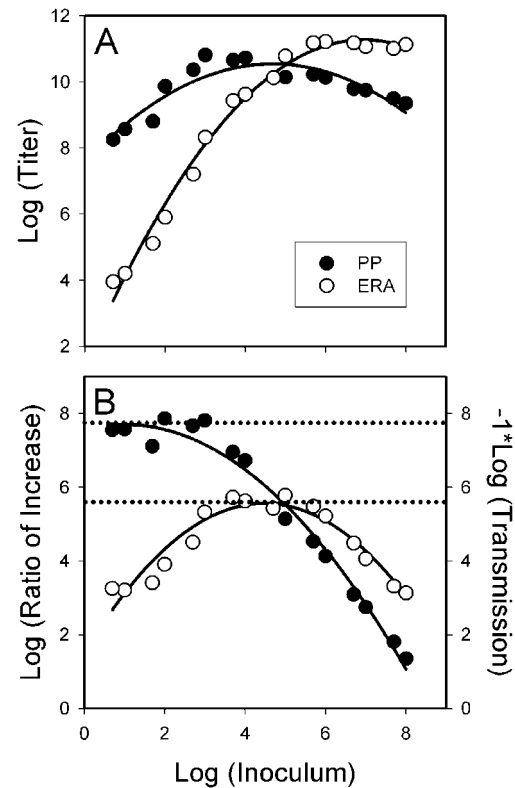 12
A
10
8
6
4
2
Log (Titer)
PP
ERA
B
8
6
4
2
0
Log (Ratio of Increase)
8
6
4
2
0
-1*Log (Transmission)
0 2 4 6 8
Log (Inoculum)